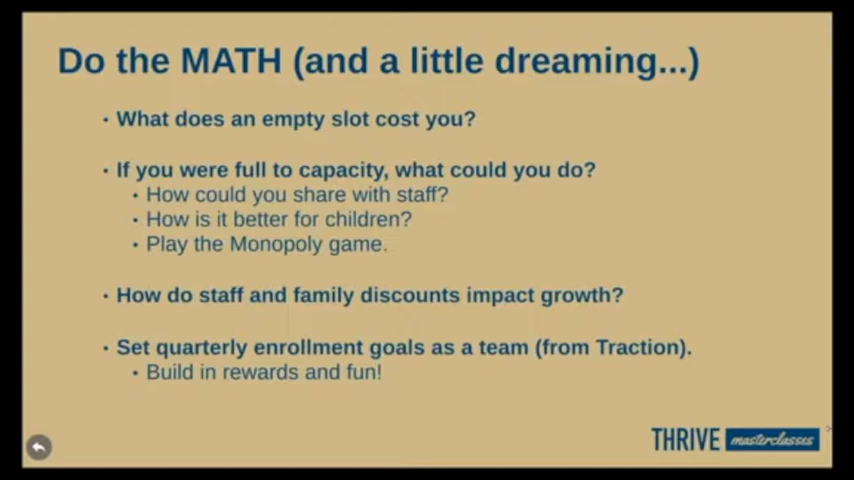 Do the MATH (and a little dreaming...)
• What does an empty slot cost you?
• If you were full to capacity, what could you do?
• How could you share with staff?
• How is it better for children?
• Play the Monopoly game.
• How do staff and family discounts impact growth?
• Set quarterly enrollment goals as a team (from Traction).
• Build in rewards and fun!
THRIVE masterclasses